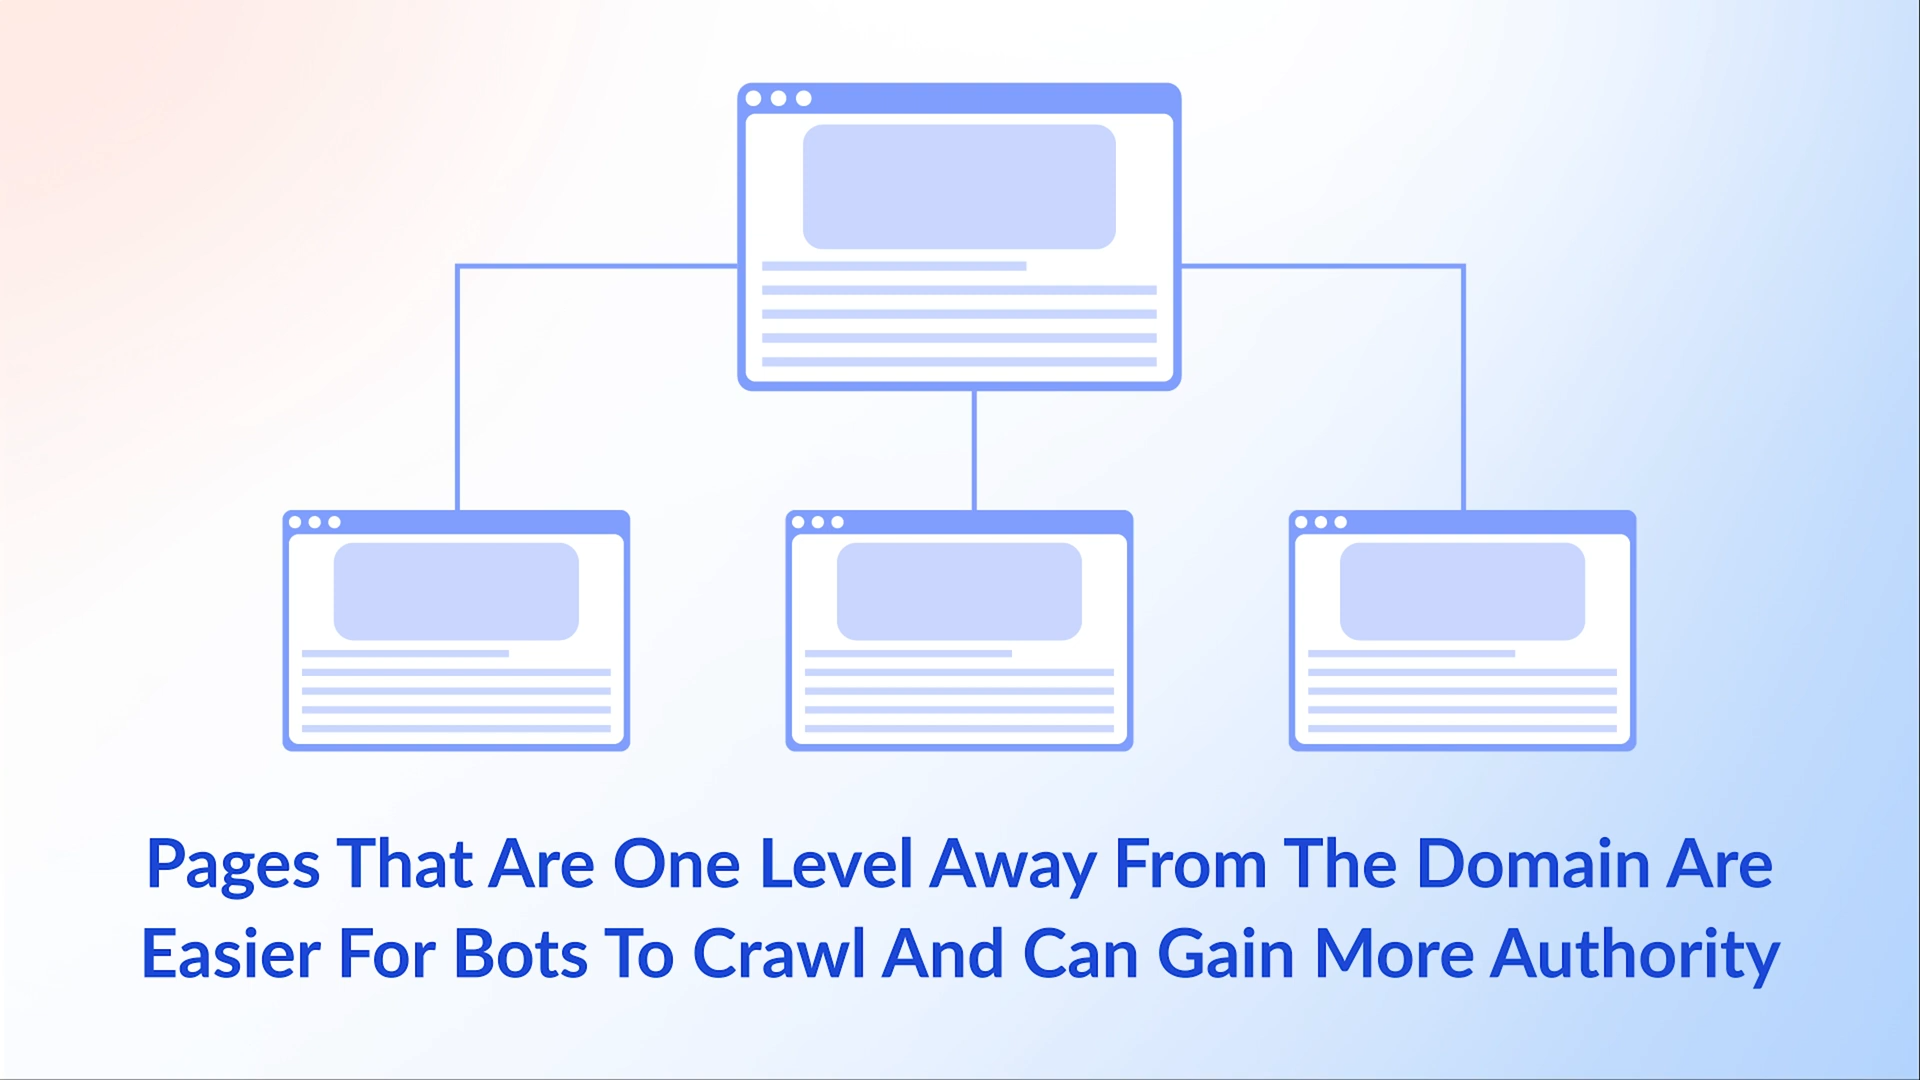 Pages That Are One Level Away From The Domain Are
Easier For Bots To Crawl And Can Gain More Authority